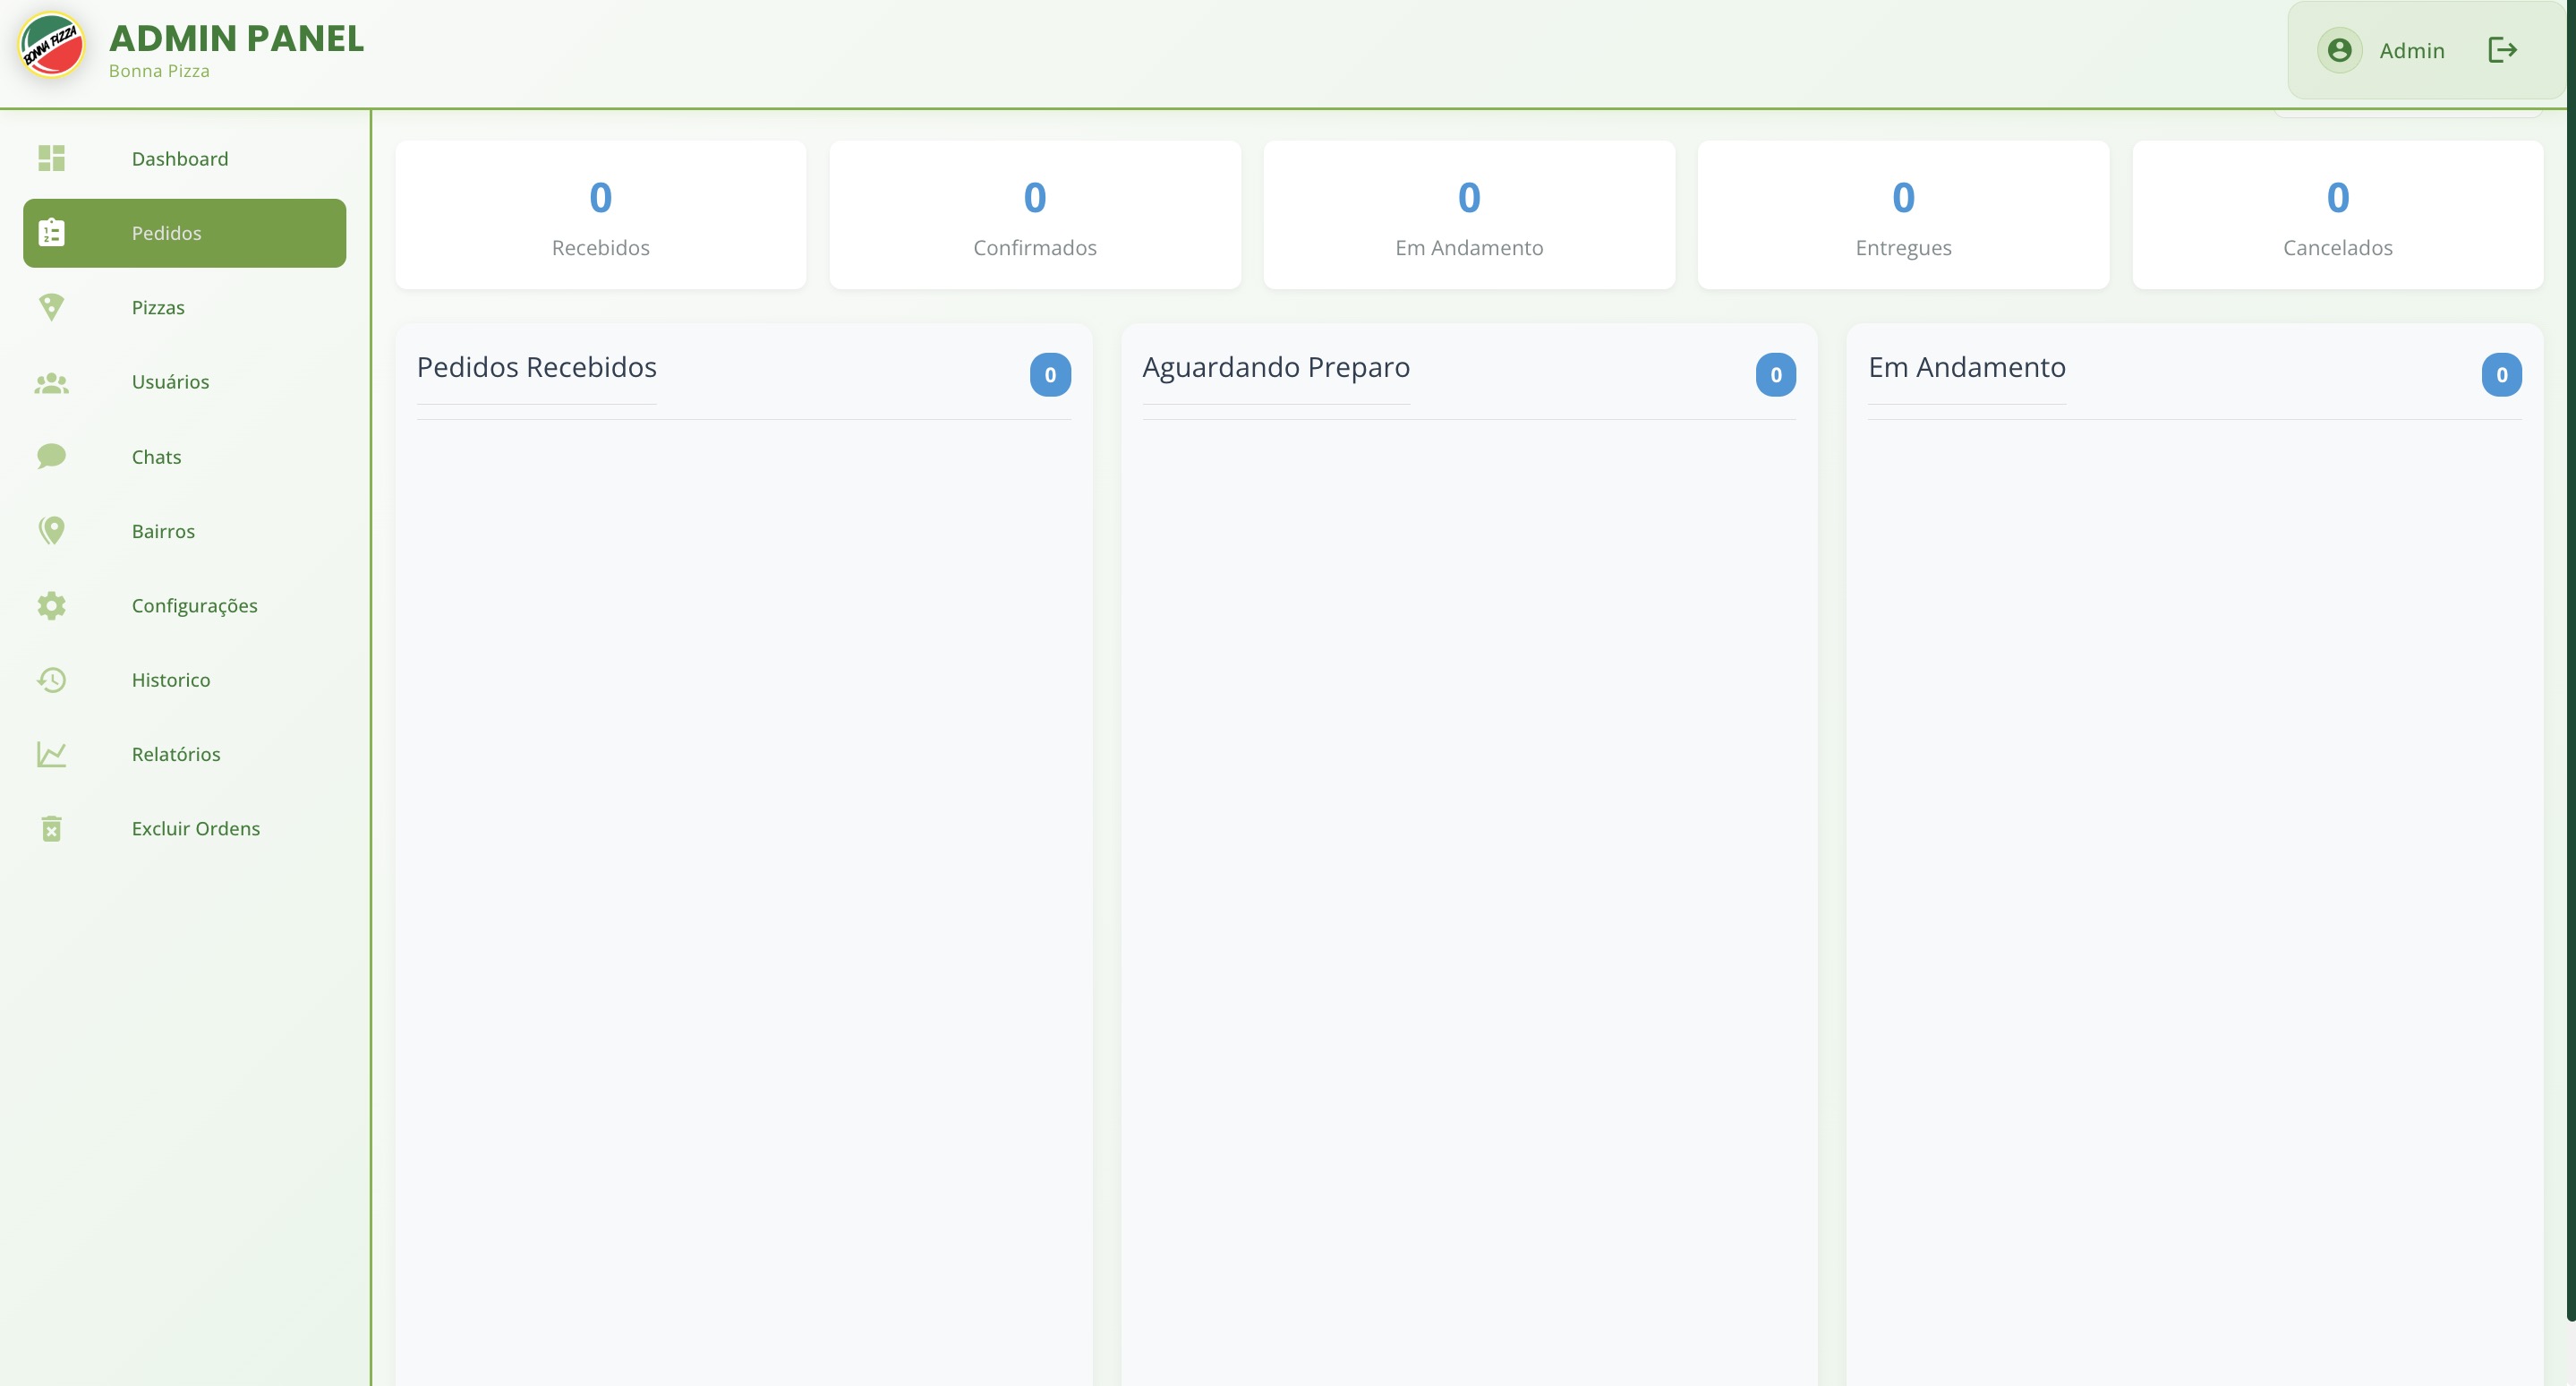 BONNA PIZZA
ADMIN PANEL
Bonna Pizza
Admin
Dashboard
Pedidos
Pizzas
Usuários
Chats
Bairros
Configurações
Historico
Relatórios
Excluir Ordens
0
Recebidos
0
Confirmados
0
Em Andamento
0
Entregues
0
Cancelados
Pedidos Recebidos
0
Aguardando Preparo
0
Em Andamento
0